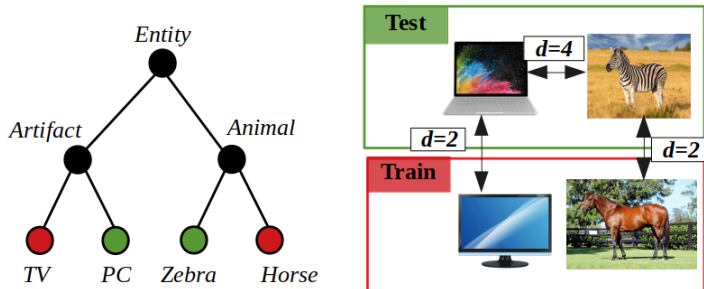 Entity
Artifact
Animal
TV
PC
Zebra
Horse
Test
d=4
d=2
d=2
Train